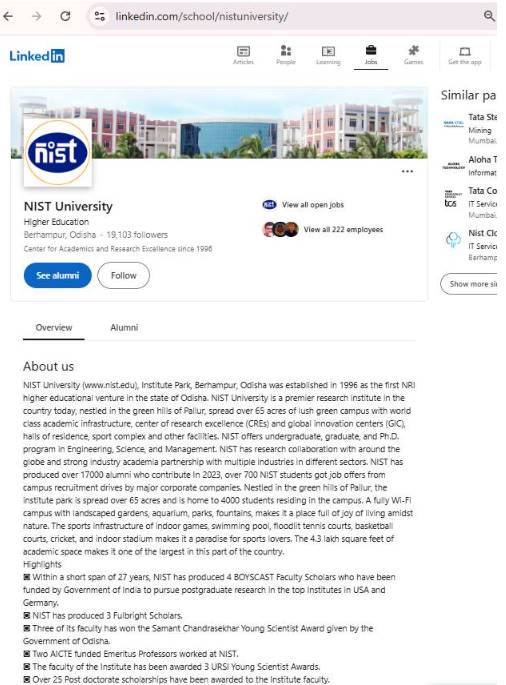 linkedin.com/school/nistuniversity/
Linked in
Articles
People
Learning
Jobs
Games
Get the app
nist
NIST University
Higher Education
Berhampur, Odisha · 19,103 followers
Center for Academics and Research Excellence since 1996
See alumni
Follow
View all open jobs
View all 222 employees
Similar pa
Tata Ste
Mining
Mumbai,
Aloha T
Informat
Tata Co
IT Service
Mumbai,
Nist Clo
IT Servic
Berhamp
Show more si
Overview
Alumni
About us
NIST University (www.nist.edu), Institute Park, Berhampur, Odisha was established in 1996 as the first NRI
higher educational venture in the state of Odisha. NIST University is a premier research institute in the
country today, nestled in the green hills of Pallur, spread over 65 acres of lush green campus with world
class academic infrastructure, center of research excellence (CREs) and global innovation centers (GIC),
halls of residence, sport complex and other facilities. NIST offers undergraduate, graduate, and Ph.D.
program in Engineering, Science, and Management. NIST has research collaboration with around the
globe and strong industry academia partnership with multiple industries in different sectors. NIST has
produced over 17000 alumni who contribute In 2023, over 700 NIST students got job offers from
campus recruitment drives by major corporate companies. Nestled in the green hills of Pallur, the
institute park is spread over 65 acres and is home to 4000 students residing in the campus. A fully Wi-Fi
campus with landscaped gardens, aquarium, parks, fountains, makes it a place full of joy of living amidst
nature. The sports infrastructure of indoor games, swimming pool, floodlit tennis courts, basketball
courts, cricket, and indoor stadium makes it a paradise for sports lovers. The 4.3 lakh square feet of
academic space makes it one of the largest in this part of the country.
Highlights
▣ Within a short span of 27 years, NIST has produced 4 BOYSCAST Faculty Scholars who have been
funded by Government of India to pursue postgraduate research in the top institutes in USA and
Germany.
▣ NIST has produced 3 Fulbright Scholars.
▣ Three of its faculty has won the Samant Chandrasekhar Young Scientist Award given by the
Government of Odisha.
▣ Two AICTE funded Emeritus Professors worked at NIST.
▣ The faculty of the Institute has been awarded 3 URSI Young Scientist Awards.
▣ Over 25 Post doctorate scholarships have been awarded to the Institute faculty.